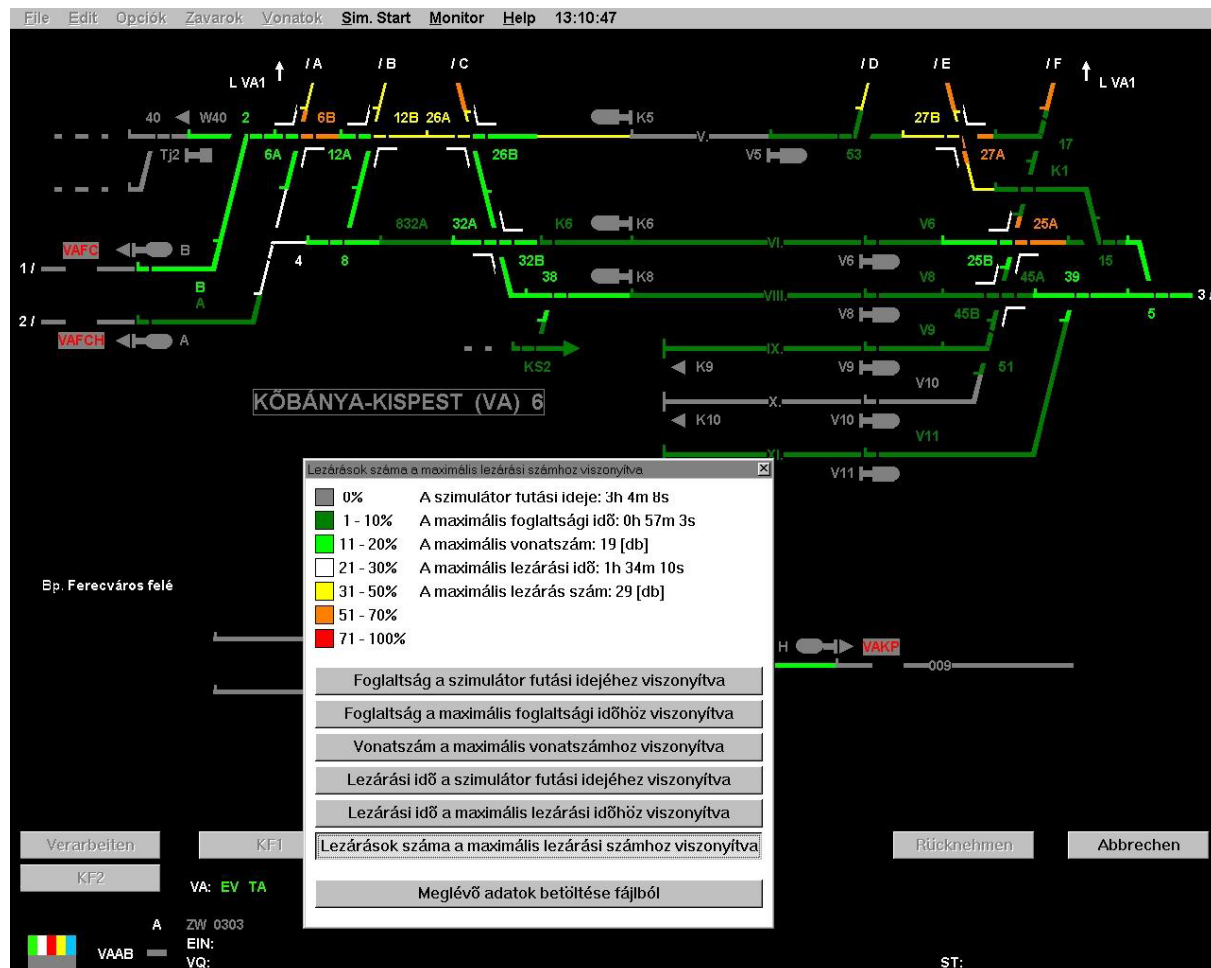 File Edit Opciók Zavarok Vonatok Sim. Start Monitor Help 13:10:47
/ A / B / C / D / E / F
L VA1 L VA1
40 W40 2 6B 12B 26A K5 27B
V. 17
Tj2 6A 12A 26B V5 53 27A
K1
832A 32A K6 K6 V6 25A
VAFC B VI.
4 8 32B V6 25B 15
1 /
38 K8 V8 45A 39
B
A VIII. 3 /
2 / V8 45B 5
VAFCH A V9
IX.
KS2 K9 V9 51
V10
KÕBÁNYA-KISPEST (VA) 6 X.
K10 V10
V11
XI.
Lezárások száma a maximális lezárási számhoz viszonyítva
V11
0% A szimulátor futási ideje: 3h 4m 8s
1 - 10% A maximális foglaltsági idõ: 0h 57m 3s
11 - 20% A maximális vonatszám: 19 [db]
21 - 30% A maximális lezárási idõ: 1h 34m 10s
Bp. Ferecváros felé
31 - 50% A maximális lezárás szám: 29 [db]
51 - 70%
71 - 100%
H VAKP
009
Foglaltság a szimulátor futási idejéhez viszonyítva
Foglaltság a maximális foglaltsági idõhöz viszonyítva
Vonatszám a maximális vonatszámhoz viszonyítva
Lezárási idõ a szimulátor futási idejéhez viszonyítva
Lezárási idõ a maximális lezárási idõhöz viszonyítva
Lezárások száma a maximális lezárási számhoz viszonyítva
Verarbeiten KF1 Rücknehmen Abbrechen
KF2
Meglévõ adatok betöltése fájlból
VA: EV TA
A ZW 0303
EIN:
VAAB
VQ: ST: